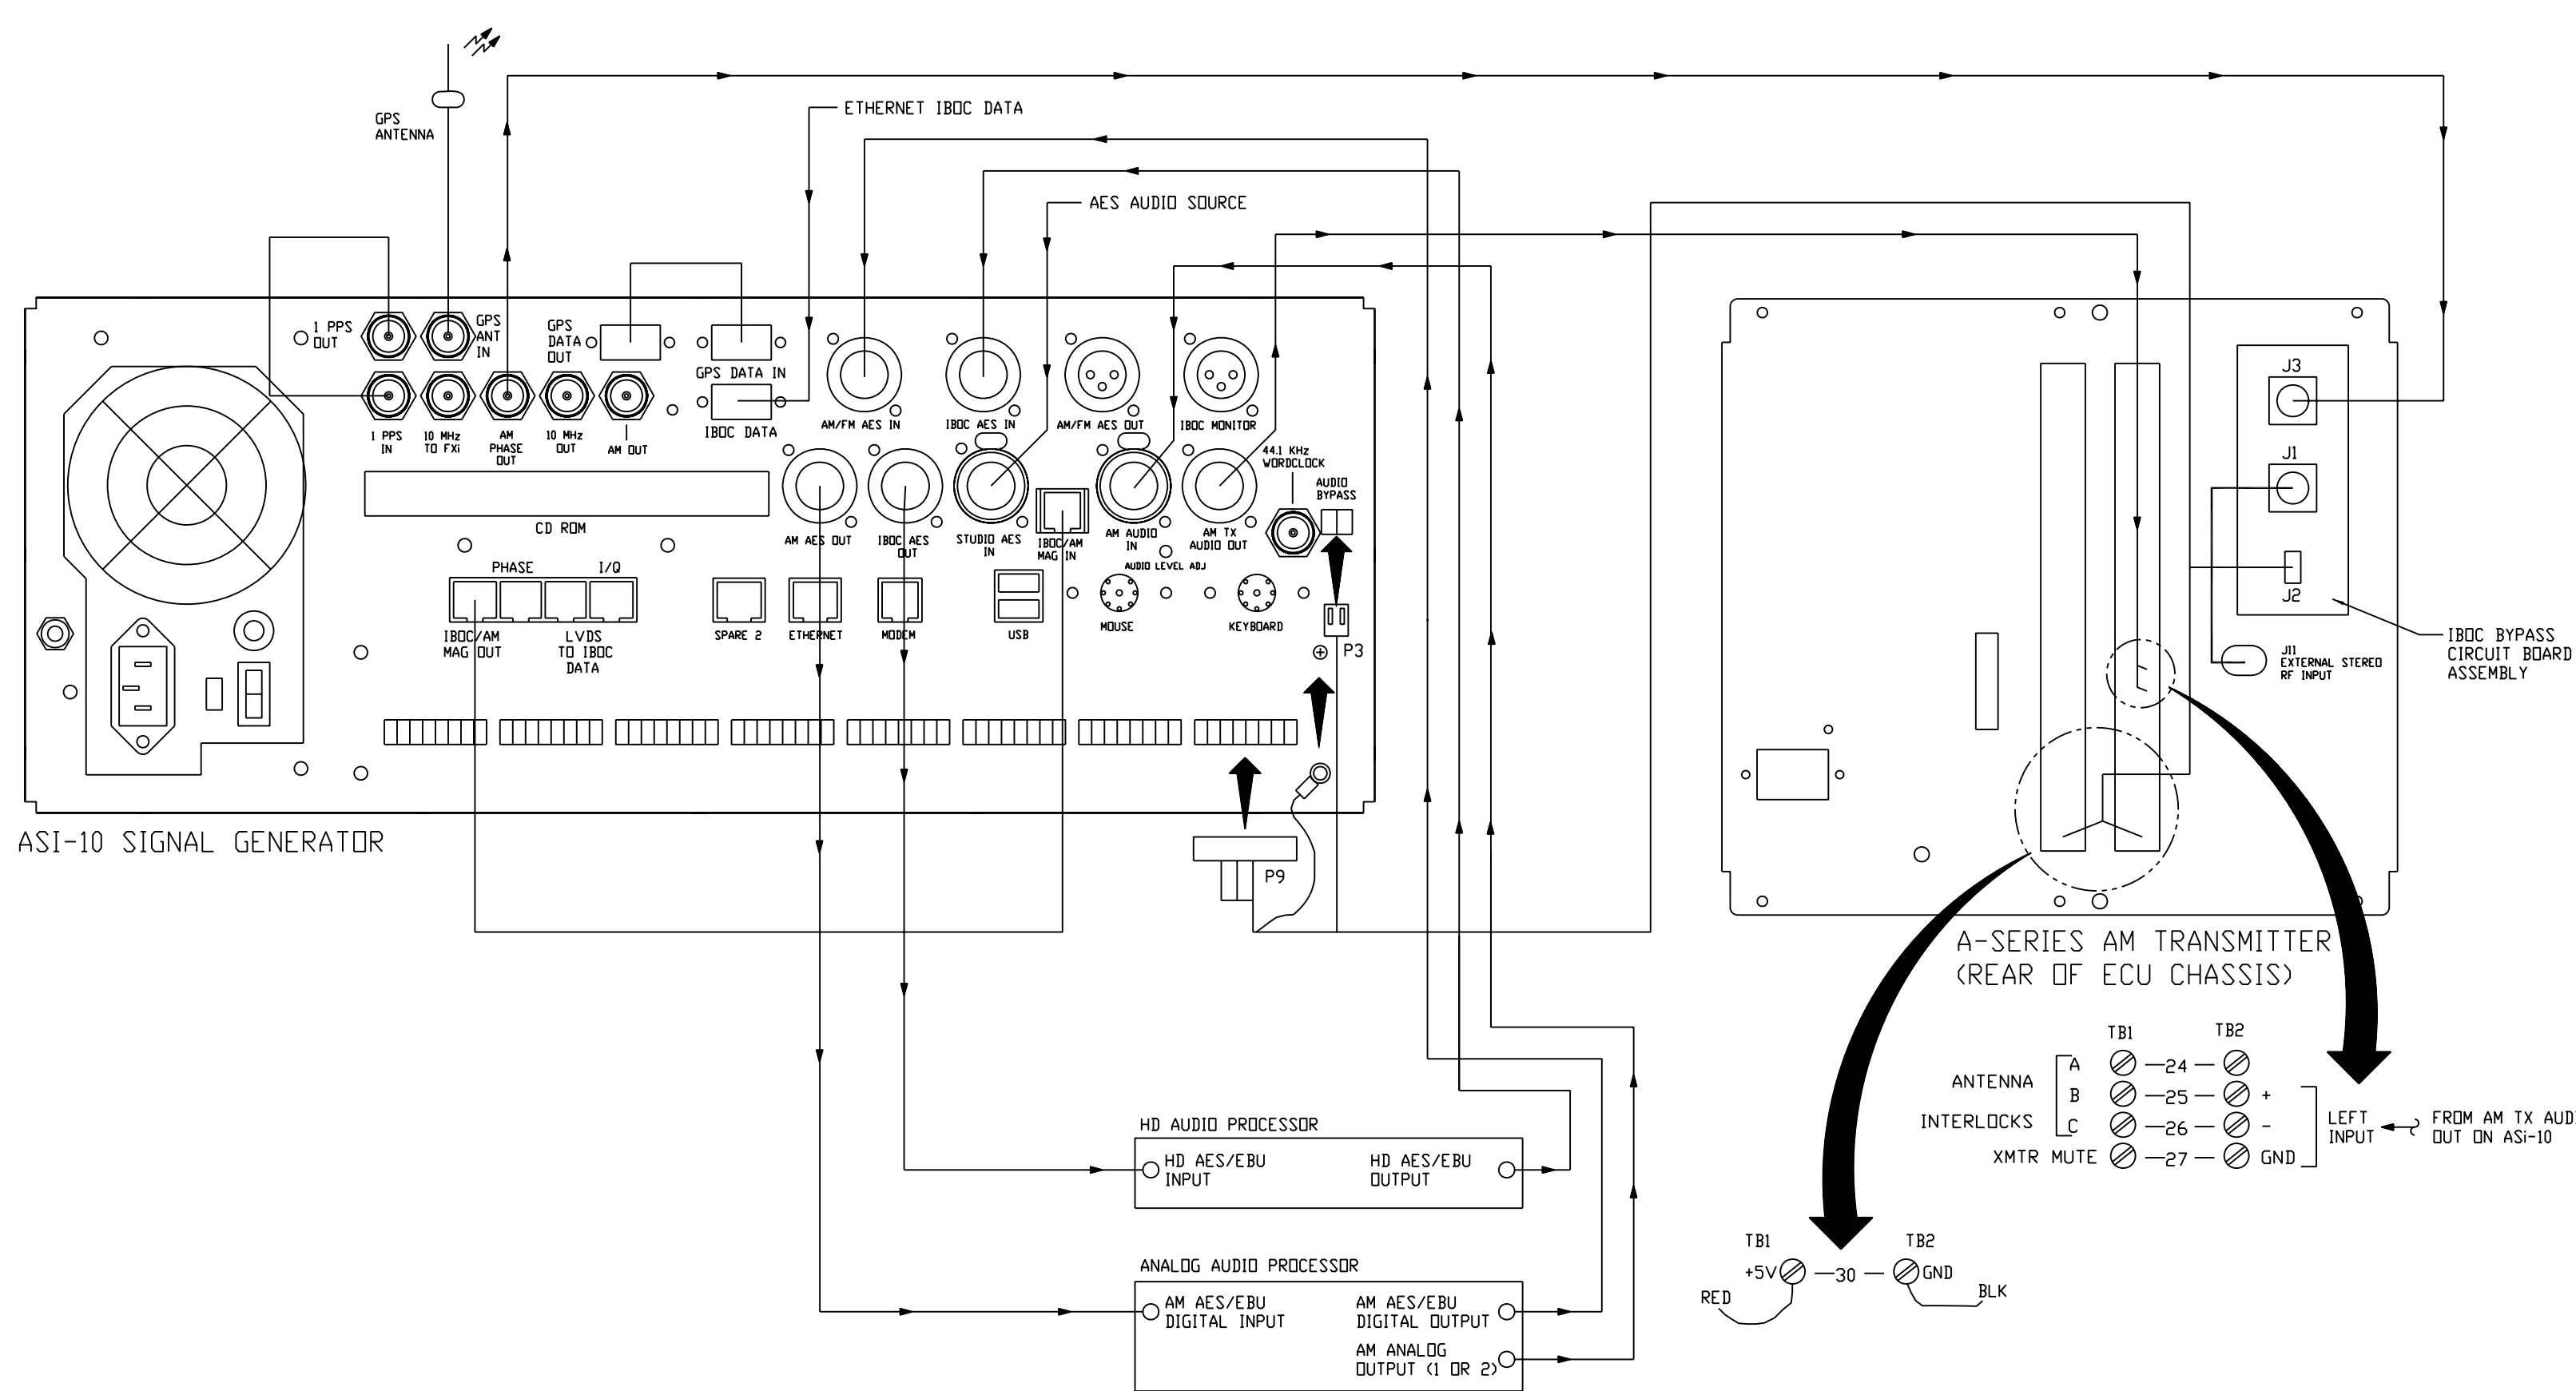 GPS
ANTENNA
ETHERNET IBOC DATA
AES AUDIO SOURCE
1 PPS
OUT
GPS
ANT
IN
GPS
DATA
OUT
GPS DATA IN
IBOC DATA
1 PPS
IN
10 MHz
TO FXi
AM
PHASE
OUT
10 MHz
OUT
AM OUT
AM/FM AES IN
IBOC AES IN
AM/FM AES OUT
IBOC MONITOR
44.1 KHz
WORDCLOCK
AUDIO
BYPASS
CD ROM
AM AES OUT
IBOC AES
OUT
STUDIO AES
IN
IBOC/AM
MAG IN
AM AUDIO
IN
AM TX
AUDIO OUT
AUDIO LEVEL ADJ
PHASE
I/Q
IBOC/AM
MAG OUT
LVDS
TO IBOC
DATA
SPARE 2
ETHERNET
MODEM
USB
MOUSE
KEYBOARD
P3
P9
ASI-10 SIGNAL GENERATOR
J3
J1
J2
J11
EXTERNAL STEREO
RF INPUT
IBOC BYPASS
CIRCUIT BOARD
ASSEMBLY
A-SERIES AM TRANSMITTER
(REAR OF ECU CHASSIS)
TB1 TB2
ANTENNA
INTERLOCKS
A —24—
B —25— +
C —26— -
XMTR MUTE —27— GND
LEFT
INPUT
FROM AM TX AUDI
OUT ON ASi-10
TB1 TB2
+5V —30— GND
RED
BLK
HD AUDIO PROCESSOR
HD AES/EBU
INPUT
HD AES/EBU
OUTPUT
ANALOG AUDIO PROCESSOR
AM AES/EBU
DIGITAL INPUT
AM AES/EBU
DIGITAL OUTPUT
AM ANALOG
OUTPUT (1 OR 2)